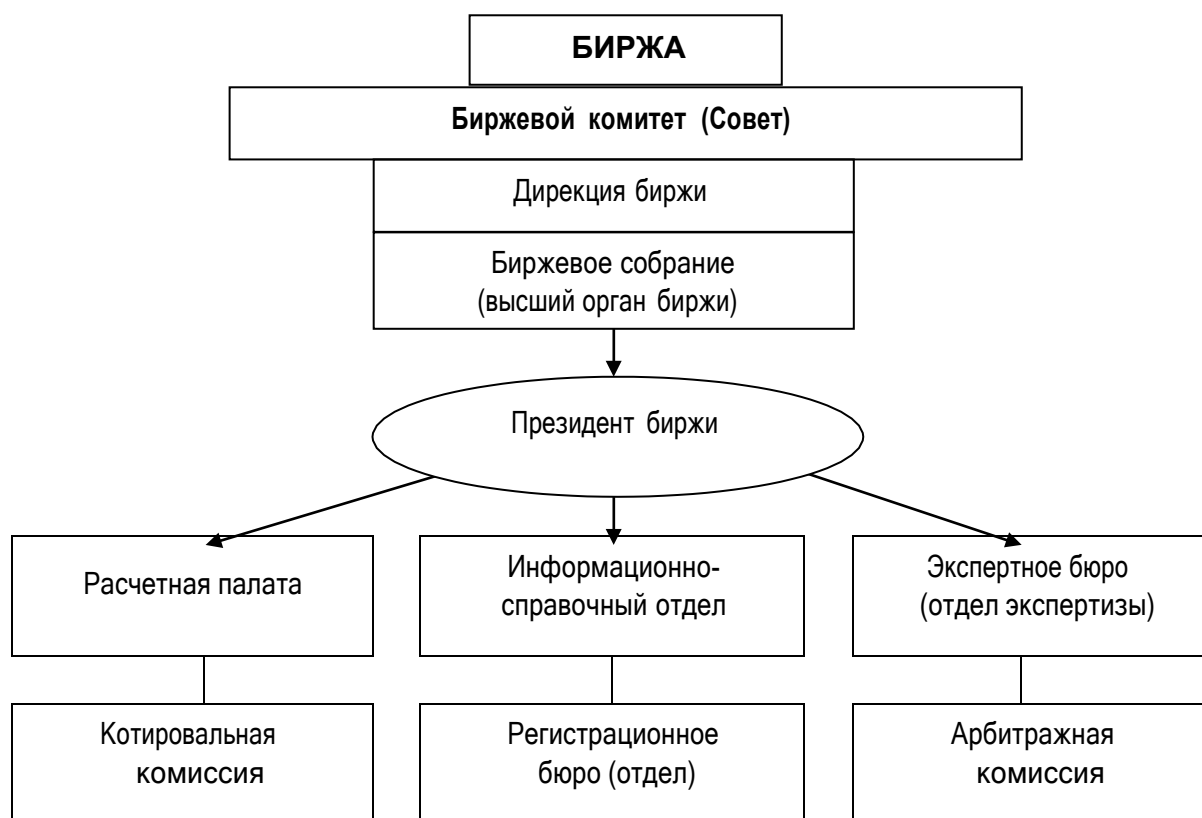 БИРЖА
Биржевой комитет (Совет)
Дирекция биржи
Биржевое собрание
(высший орган биржи)
Президент биржи
Расчетная палата
Информационно-
справочный отдел
Экспертное бюро
(отдел экспертизы)
Котировальная
комиссия
Регистрационное
бюро (отдел)
Арбитражная
комиссия